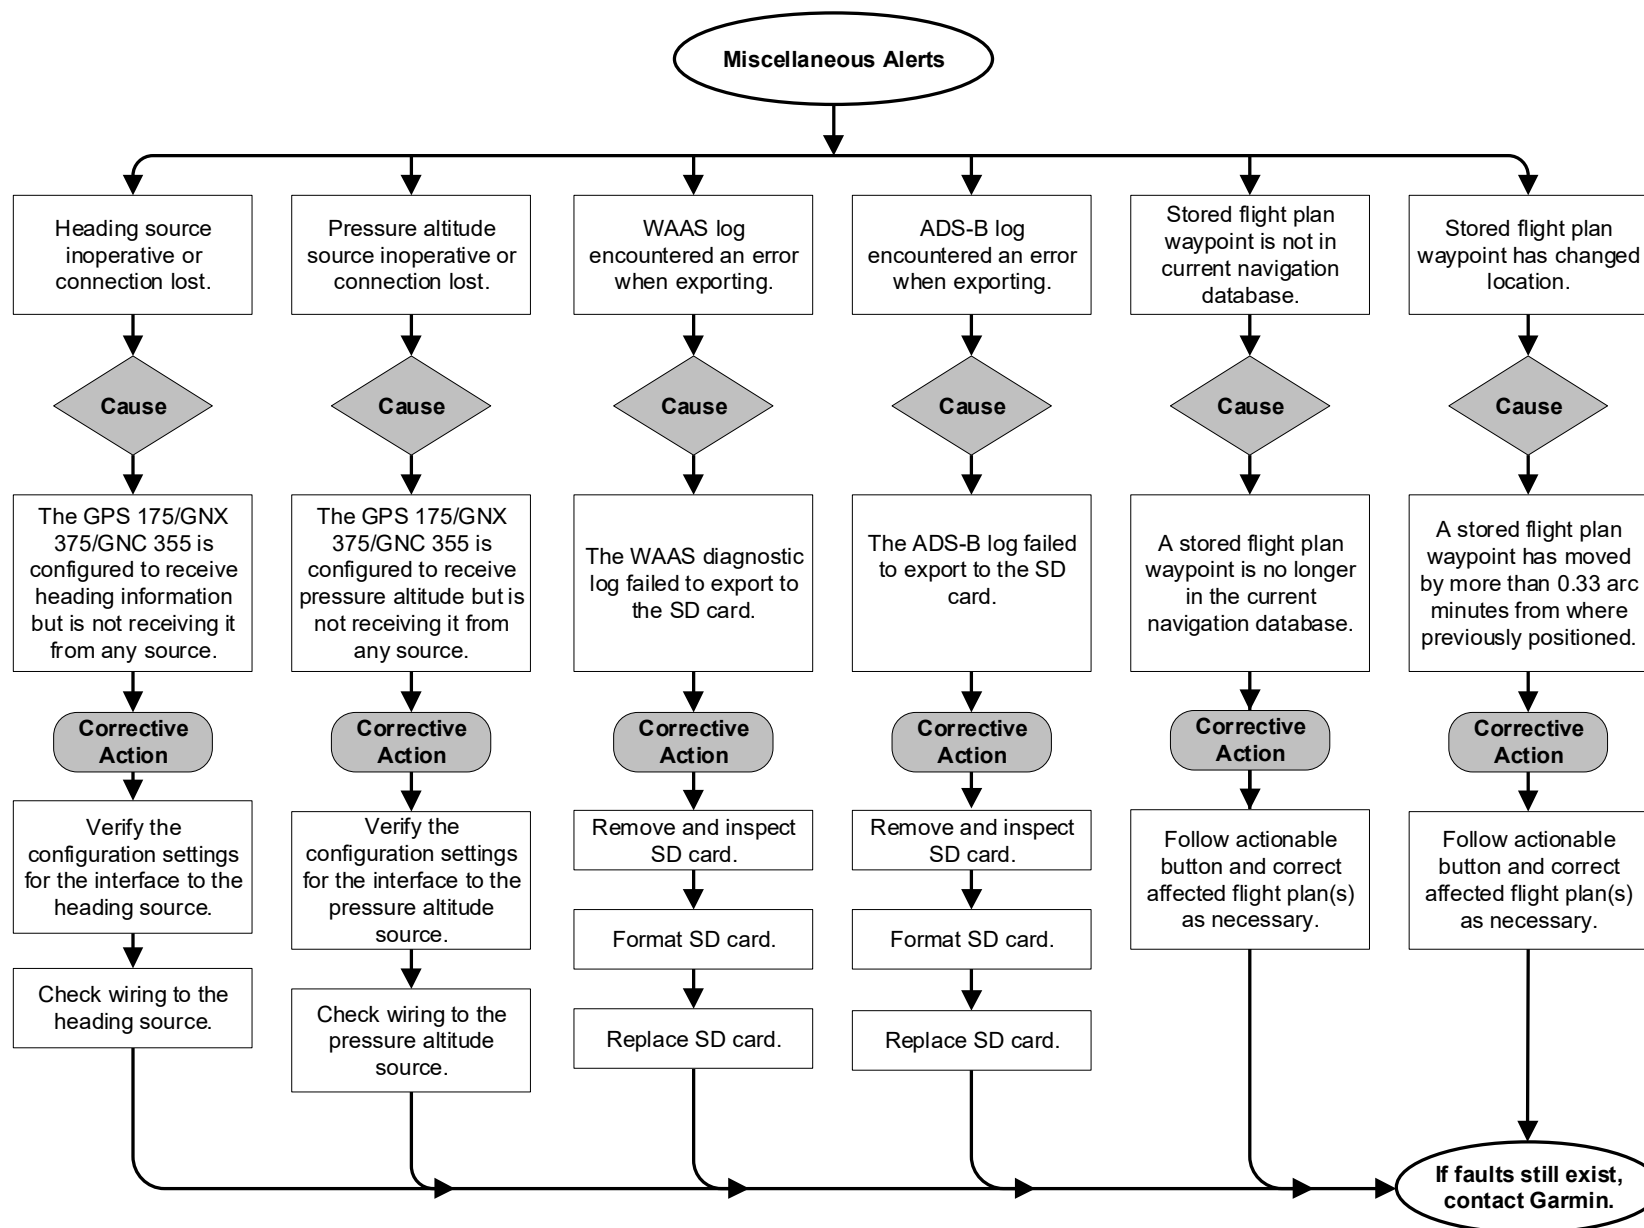 Miscellaneous Alerts
Heading source
inoperative or
connection lost.
Pressure altitude
source inoperative or
connection lost.
WAAS log
encountered an error
when exporting.
ADS-B log
encountered an error
when exporting.
Stored flight plan
waypoint is not in
current navigation
database.
Stored flight plan
waypoint has changed
location.
Cause
Cause
Cause
Cause
Cause
Cause
The GPS 175/GNX
375/GNC 355 is
configured to receive
heading information
but is not receiving it
from any source.
The GPS 175/GNX
375/GNC 355 is
configured to receive
pressure altitude but is
not receiving it from
any source.
The WAAS diagnostic
log failed to export to
the SD card.
The ADS-B log failed
to export to the SD
card.
A stored flight plan
waypoint is no longer
in the current
navigation database.
A stored flight plan
waypoint has moved
by more than 0.33 arc
minutes from where
previously positioned.
Corrective
Action
Corrective
Action
Corrective
Action
Corrective
Action
Corrective
Action
Corrective
Action
Verify the
configuration settings
for the interface to the
heading source.
Verify the
configuration settings
for the interface to the
pressure altitude
source.
Remove and inspect
SD card.
Remove and inspect
SD card.
Follow actionable
button and correct
affected flight plan(s)
as necessary.
Follow actionable
button and correct
affected flight plan(s)
as necessary.
Format SD card.
Format SD card.
Check wiring to the
heading source.
Check wiring to the
pressure altitude
source.
Replace SD card.
Replace SD card.
If faults still exist,
contact Garmin.